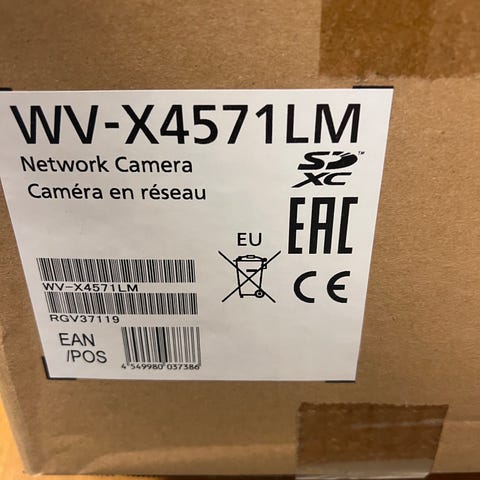 WV-X4571LM
Network Camera
Caméra en réseau
SD
XC
™
EAC
EU
CE
WV-X4571LM
RGV37119
EAN
/POS
4 549980 037386